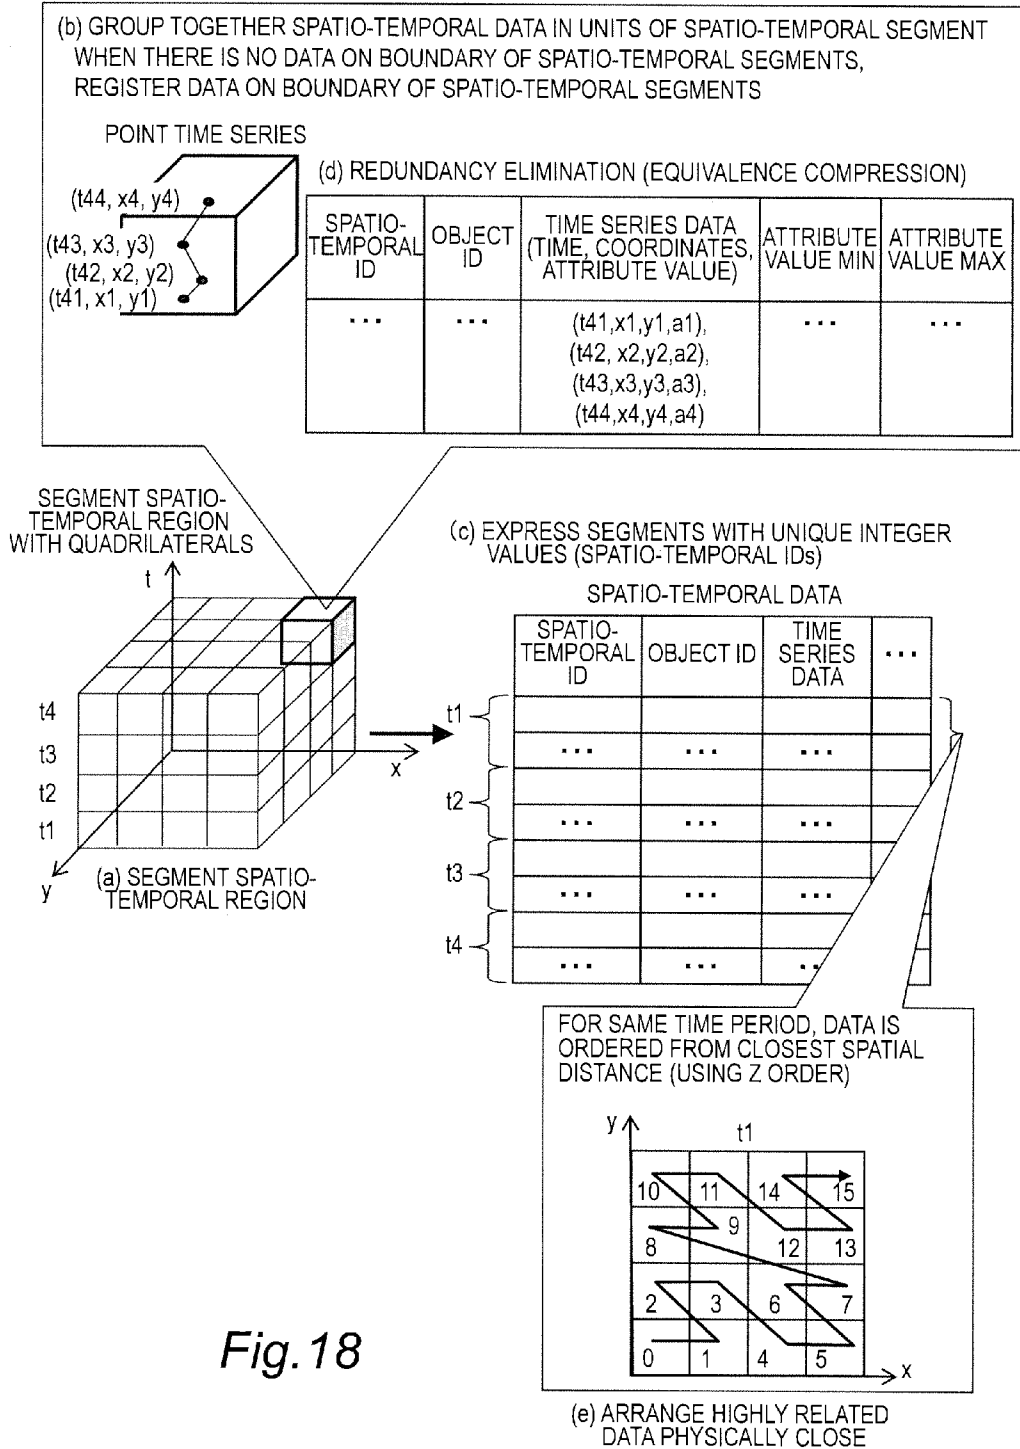 (b) GROUP TOGETHER SPATIO-TEMPORAL DATA IN UNITS OF SPATIO-TEMPORAL SEGMENT
WHEN THERE IS NO DATA ON BOUNDARY OF SPATIO-TEMPORAL SEGMENTS,
REGISTER DATA ON BOUNDARY OF SPATIO-TEMPORAL SEGMENTS
POINT TIME SERIES
(t44, x4, y4)
(t43, x3, y3)
(t42, x2, y2)
(t41, x1, y1)
(d) REDUNDANCY ELIMINATION (EQUIVALENCE COMPRESSION)
SPATIO-
TEMPORAL
ID
OBJECT
ID
TIME SERIES DATA
(TIME, COORDINATES,
ATTRIBUTE VALUE)
ATTRIBUTE
VALUE MIN
ATTRIBUTE
VALUE MAX
... ... (t41,x1,y1,a1), ... ...
(t42, x2,y2,a2),
(t43,x3,y3,a3),
(t44,x4,y4,a4)
SEGMENT SPATIO-
TEMPORAL REGION
WITH QUADRILATERALS
t
t4
t3
t2
t1
x
y
(a) SEGMENT SPATIO-
TEMPORAL REGION
(c) EXPRESS SEGMENTS WITH UNIQUE INTEGER
VALUES (SPATIO-TEMPORAL IDs)
SPATIO-TEMPORAL DATA
SPATIO-
TEMPORAL
ID
OBJECT ID
TIME
SERIES
DATA
...
t1
... ... ...
t2
... ... ...
t3
... ... ...
t4
... ... ...
FOR SAME TIME PERIOD, DATA IS
ORDERED FROM CLOSEST SPATIAL
DISTANCE (USING Z ORDER)
y
t1
10 11 14 15
8 9 12 13
2 3 6 7
0 1 4 5
x
(e) ARRANGE HIGHLY RELATED
DATA PHYSICALLY CLOSE
Fig.18